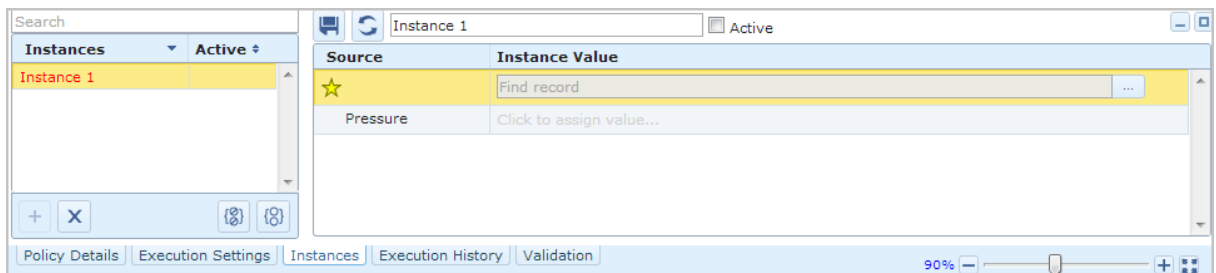 Search
Instances
Active
Instance 1
Instance 1
Active
Source
Instance Value
Find record
...
Pressure
Click to assign value...
Policy Details
Execution Settings
Instances
Execution History
Validation
90%